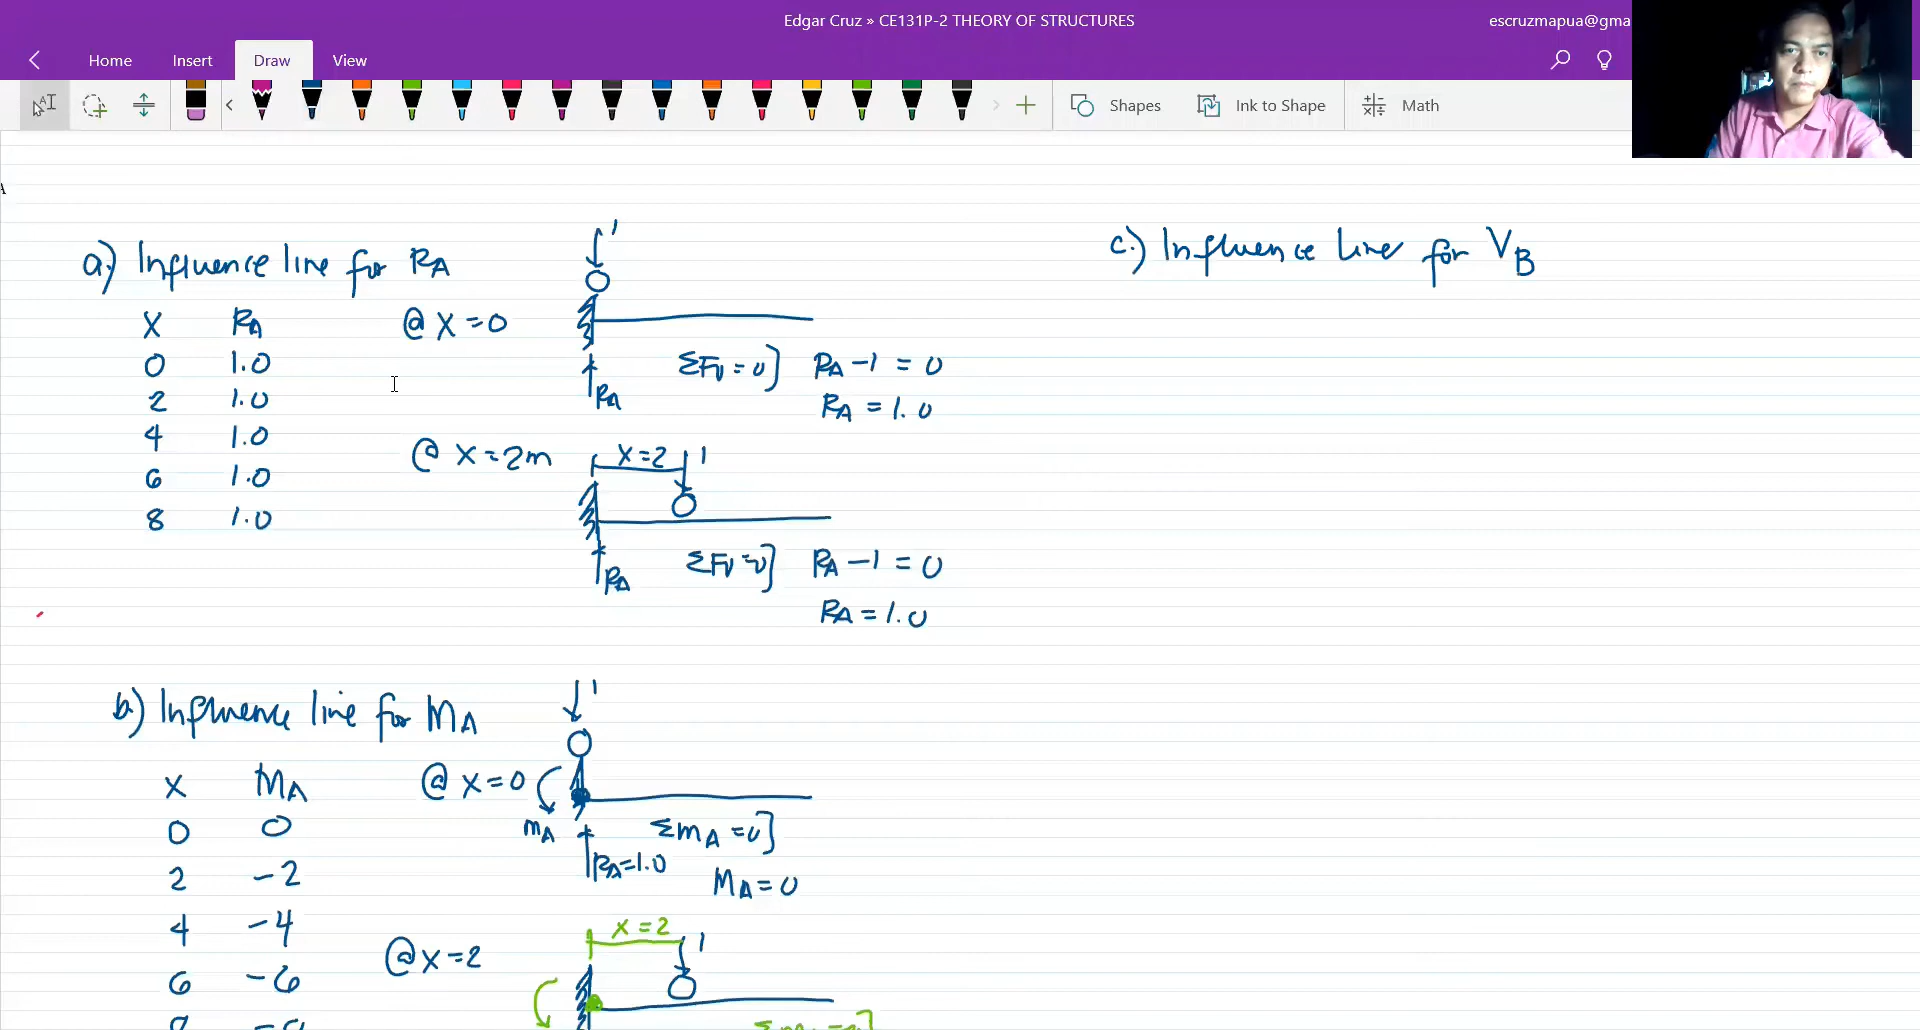 Edgar Cruz » CE131P-2 THEORY OF STRUCTURES
escruzmapua@gma
Home Insert Draw View
Shapes Ink to Shape Math
A
a.) Influence line for RA
X RA
0 1.0
2 1.0
4 1.0
6 1.0
8 1.0
@ X = 0
1
RA
ΣFv = 0] RA - 1 = 0
RA = 1.0
@ X = 2m
X = 2 1
RA
ΣFv = 0] RA - 1 = 0
RA = 1.0
b.) Influence line for MA
X MA
0 0
2 -2
4 -4
6 -6
8 -8
@ X = 0
1
MA
RA = 1.0
ΣMA = 0]
MA = 0
@ X = 2
X = 2 1
c.) Influence line for VB